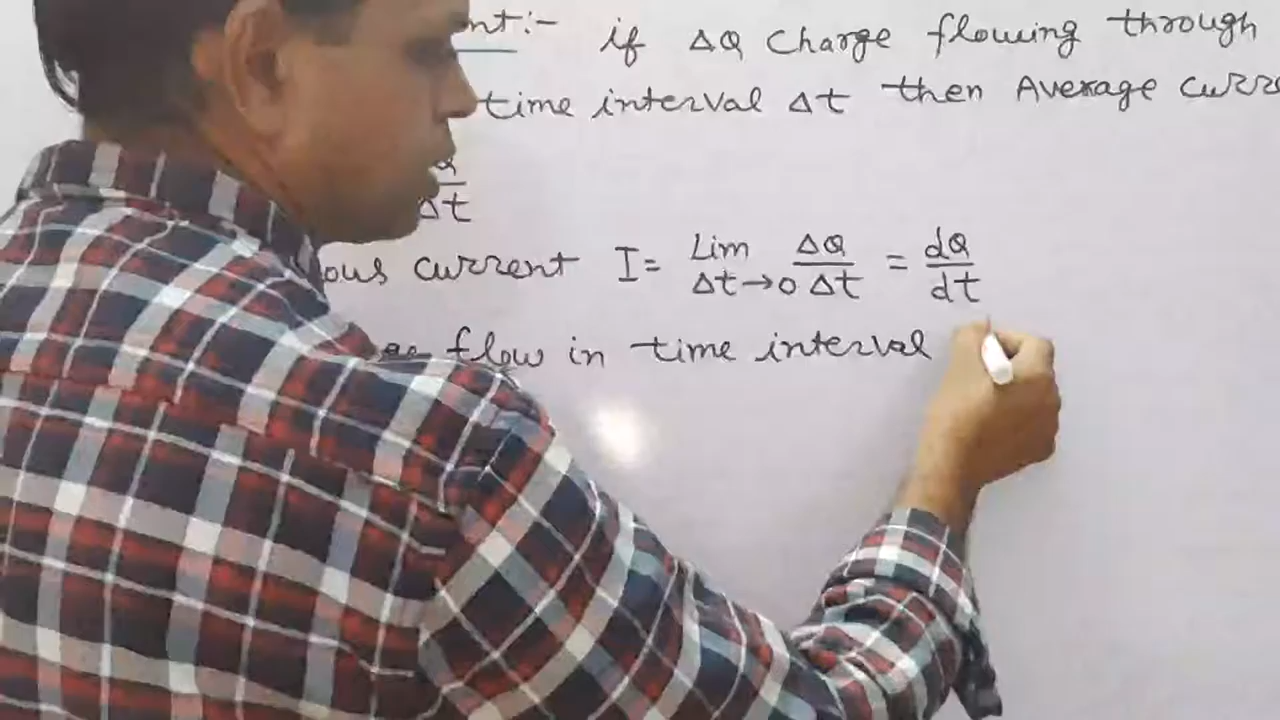 nt:- if ΔQ Charge flowing through
time interval Δt then Average curre
Δt
ous current I= Lim Δt→0 ΔQ/Δt = dQ/dt
flow in time interval